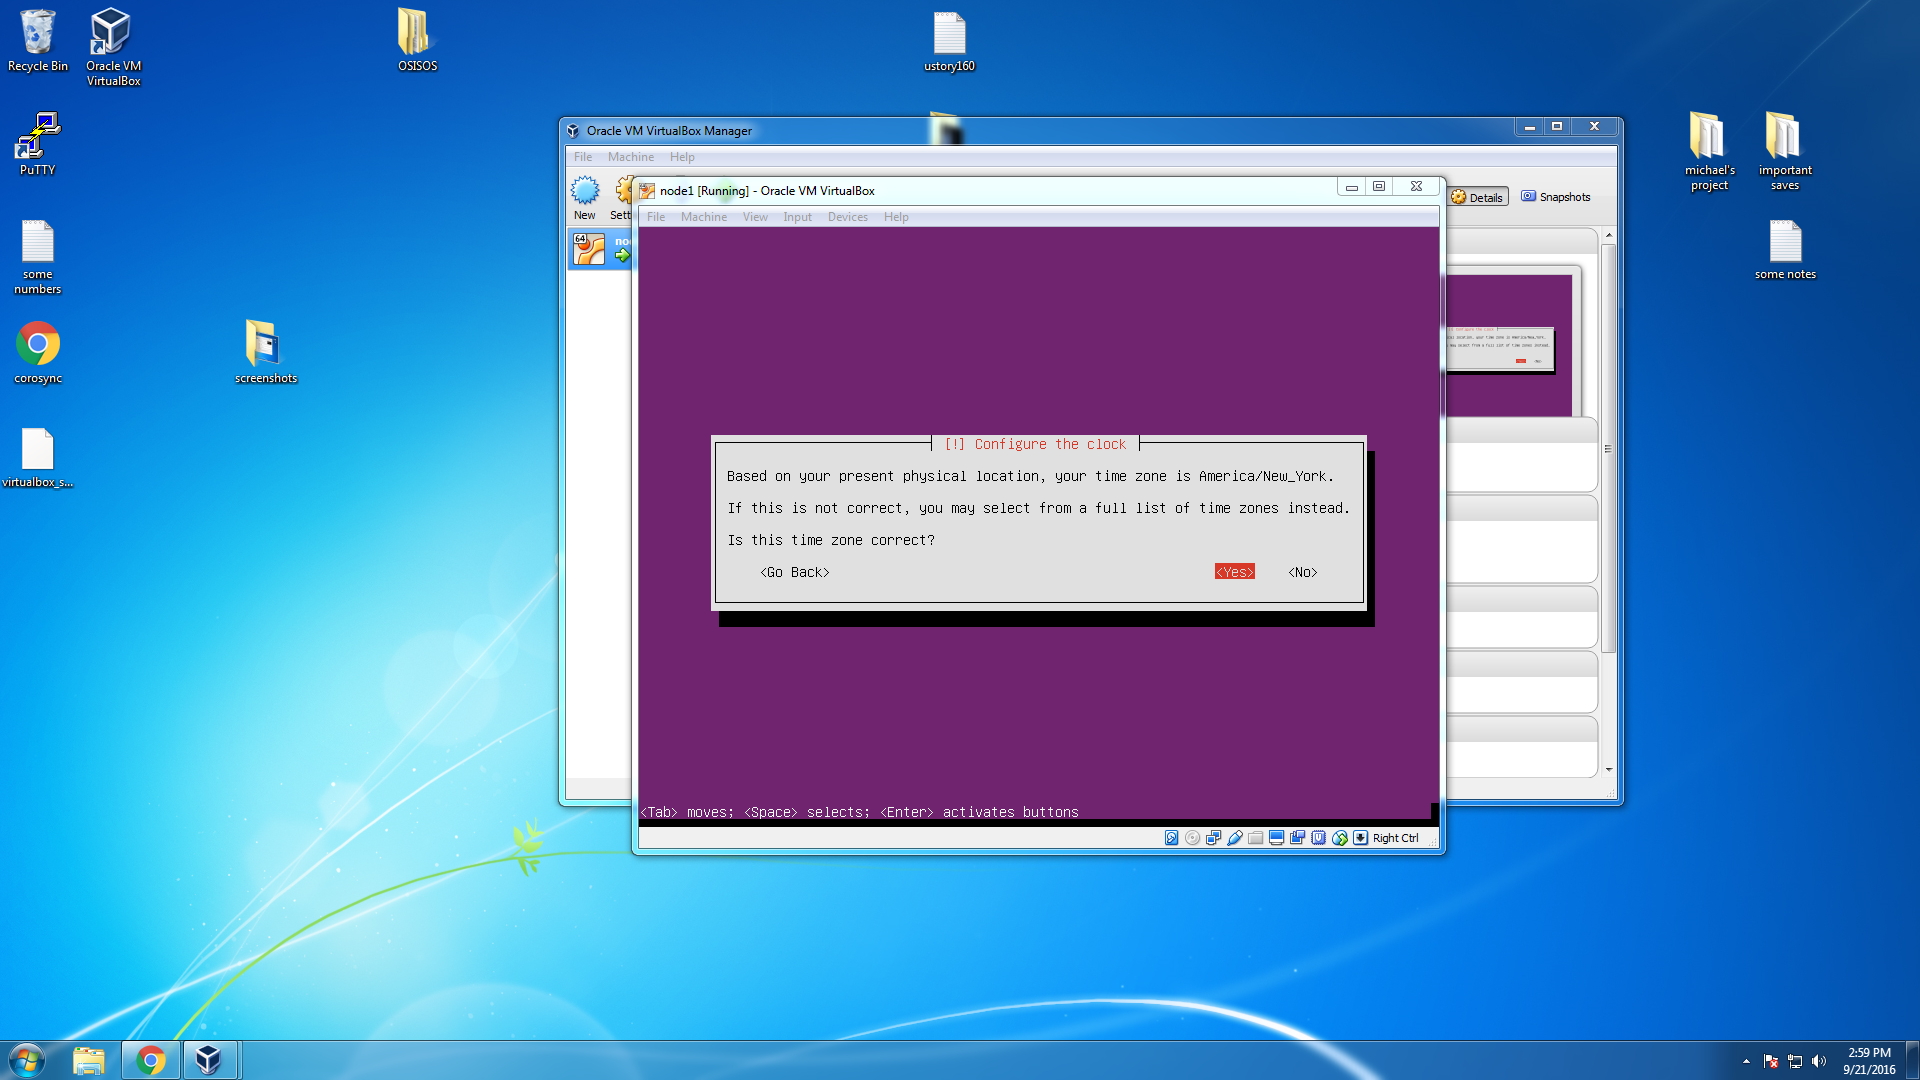 Recycle Bin
Oracle VM
VirtualBox
OSISOS
ustory160
PuTTY
some
numbers
corosync
screenshots
virtualbox_s...
michael's
project
important
saves
some notes
Oracle VM VirtualBox Manager
File Machine Help
New
Sett
Details
Snapshots
64
no
node1 [Running] - Oracle VM VirtualBox
File Machine View Input Devices Help
[!] Configure the clock
Based on your present physical location, your time zone is America/New_York.
If this is not correct, you may select from a full list of time zones instead.
Is this time zone correct?
<Go Back> <Yes> <No>
<Tab> moves; <Space> selects; <Enter> activates buttons
Right Ctrl
2:59 PM
9/21/2016